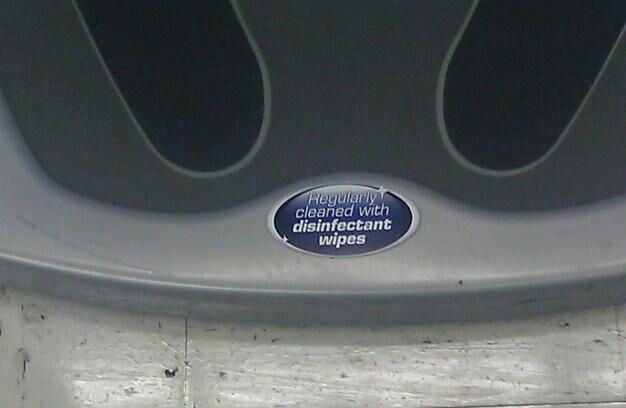 Regularly
cleaned with
disinfectant
wipes